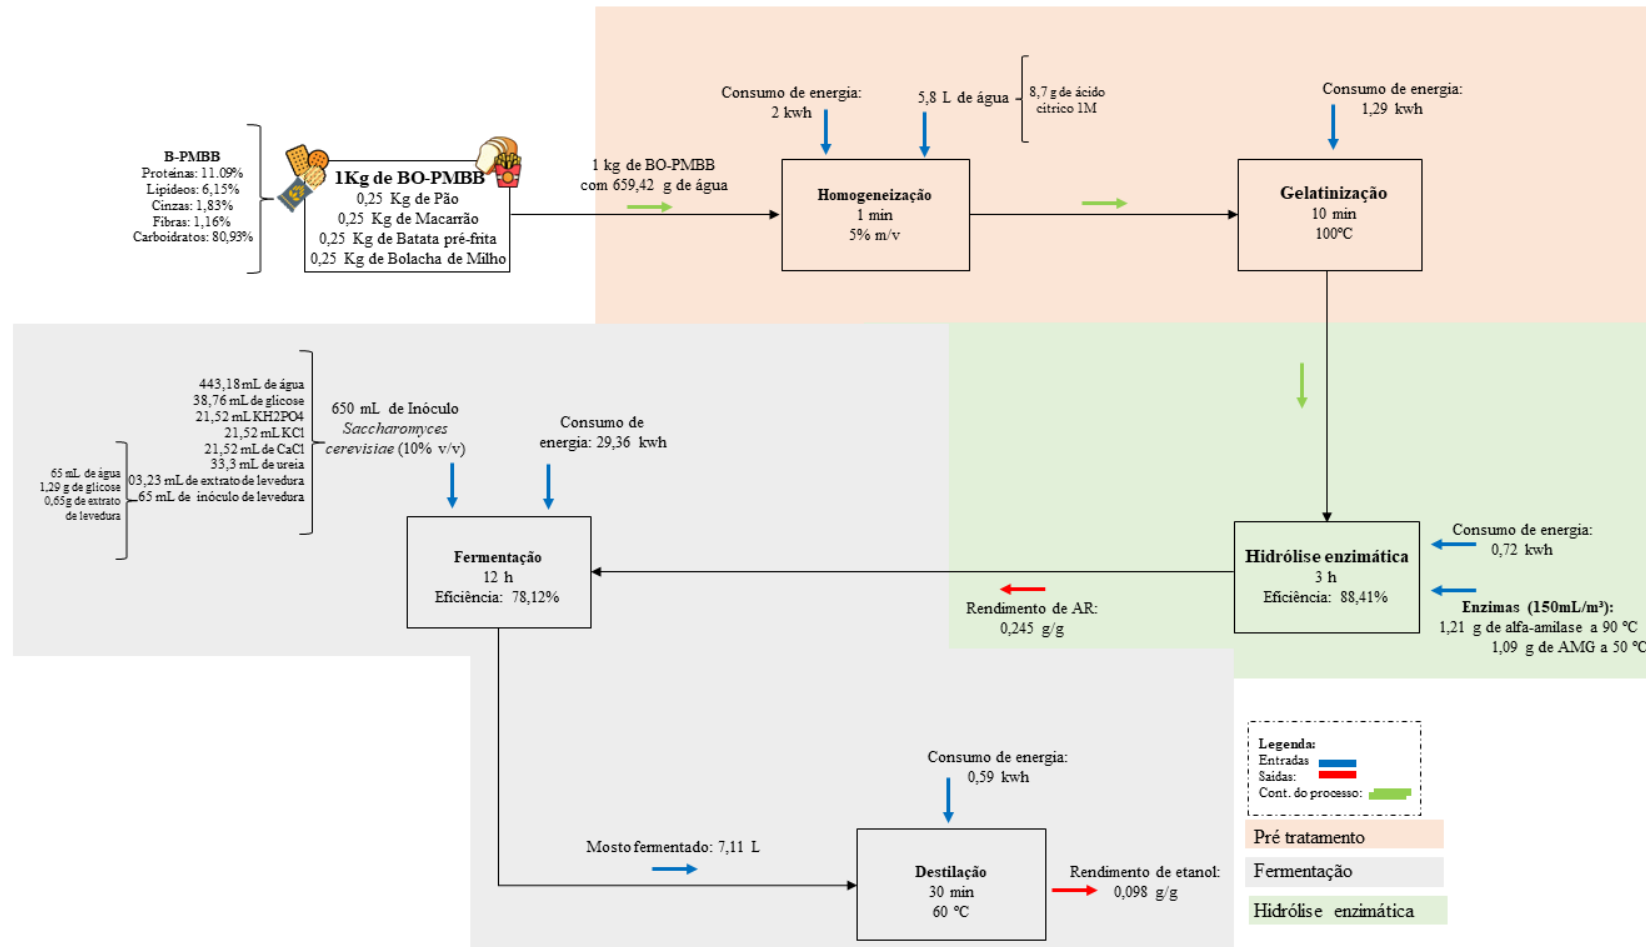 B-PMBB
Proteínas: 11.09%
Lipídeos: 6,15%
Cinzas: 1,83%
Fibras: 1,16%
Carboidratos: 80,93%
1Kg de BO-PMBB
0,25 Kg de Pão
0,25 Kg de Macarrão
0,25 Kg de Batata pré-frita
0,25 Kg de Bolacha de Milho
1 kg de BO-PMBB
com 659,42 g de água
Consumo de energia:
2 kwh
5,8 L de água
8,7 g de ácido
cítrico 1M
Homogeneização
1 min
5% m/v
Consumo de energia:
1,29 kwh
Gelatinização
10 min
100ºC
443,18 mL de água
38,76 mL de glicose
21,52 mL KH2PO4
21,52 mL KCl
21,52 mL de CaCl
33,3 mL de ureia
03,23 mL de extrato de levedura
65 mL de inóculo de levedura
65 mL de água
1,29 g de glicose
0,65g de extrato
de levedura
650 mL de Inóculo
Saccharomyces
cerevisiae (10% v/v)
Consumo de
energia: 29,36 kwh
Fermentação
12 h
Eficiência: 78,12%
Rendimento de AR:
0,245 g/g
Hidrólise enzimática
3 h
Eficiência: 88,41%
Consumo de energia:
0,72 kwh
Enzimas (150mL/m³):
1,21 g de alfa-amilase a 90 ºC
1,09 g de AMG a 50 ºC
Mosto fermentado: 7,11 L
Consumo de energia:
0,59 kwh
Destilação
30 min
60 ºC
Rendimento de etanol:
0,098 g/g
Legenda:
Entradas
Saídas:
Cont. do processo:
Pré tratamento
Fermentação
Hidrólise enzimática